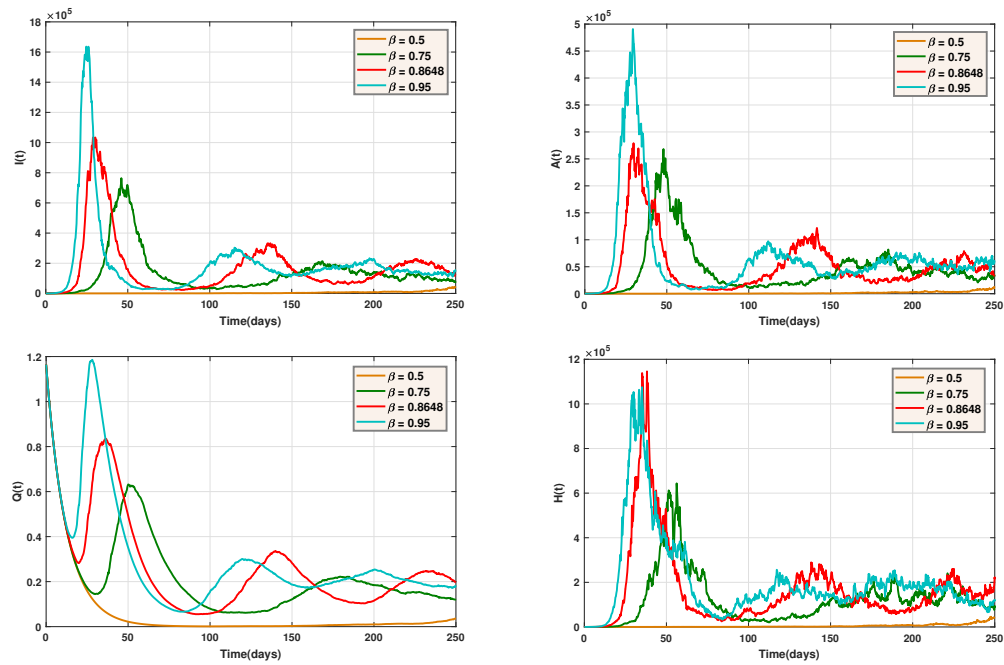 ×10⁵
18
16
14
12
10
8
6
4
2
0
I(t)
0 50 100 150 200 250
Time(days)
β = 0.5
β = 0.75
β = 0.8648
β = 0.95
×10⁵
5
4.5
4
3.5
3
2.5
2
1.5
1
0.5
0
A(t)
0 50 100 150 200 250
Time(days)
β = 0.5
β = 0.75
β = 0.8648
β = 0.95
1.2
1
0.8
0.6
0.4
0.2
0
Q(t)
0 50 100 150 200 250
Time(days)
β = 0.5
β = 0.75
β = 0.8648
β = 0.95
×10⁵
12
10
8
6
4
2
0
H(t)
0 50 100 150 200 250
Time(days)
β = 0.5
β = 0.75
β = 0.8648
β = 0.95